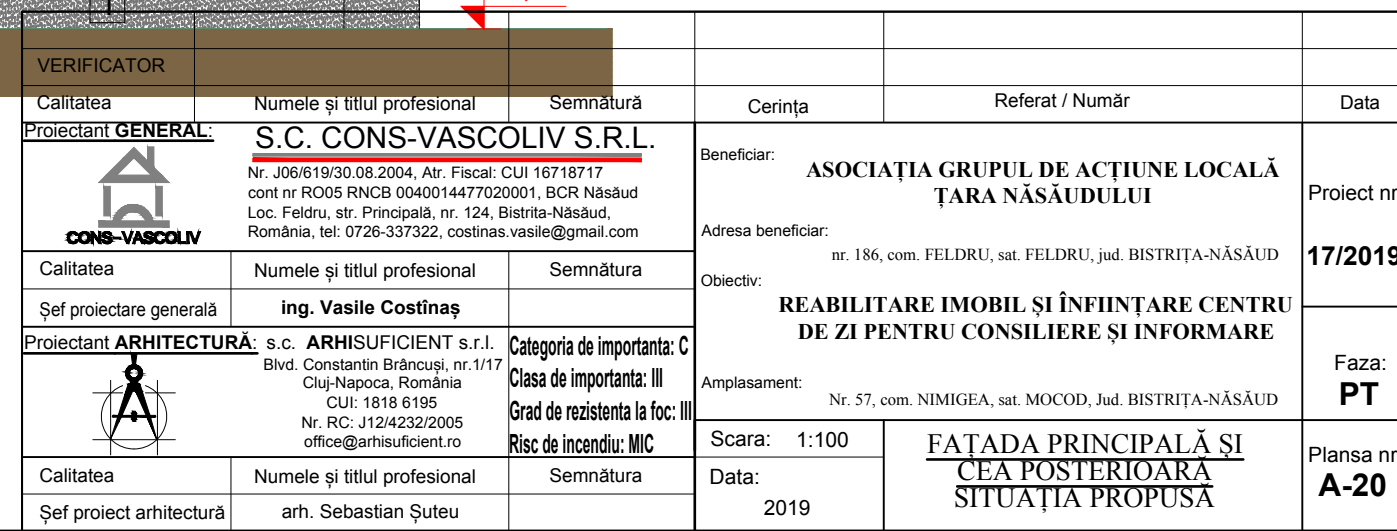 VERIFICATOR
Calitatea Numele și titlul profesional Semnătură Cerința Referat / Număr Data
Proiectant GENERAL:
CONS-VASCOLIV
S.C. CONS-VASCOLIV S.R.L.
Nr. J06/619/30.08.2004, Atr. Fiscal: CUI 16718717
cont nr RO05 RNCB 0040014477020001, BCR Năsăud
Loc. Feldru, str. Principală, nr. 124, Bistrita-Năsăud,
România, tel: 0726-337322, costinas.vasile@gmail.com
Calitatea Numele și titlul profesional Semnătura
Șef proiectare generală ing. Vasile Costînaș
Proiectant ARHITECTURĂ: s.c. ARHISUFICIENT s.r.l.
Blvd. Constantin Brâncuși, nr.1/17
Cluj-Napoca, România
CUI: 1818 6195
Nr. RC: J12/4232/2005
office@arhisuficient.ro
A
Categoria de importanta: C
Clasa de importanta: III
Grad de rezistenta la foc: III
Risc de incendiu: MIC
Calitatea Numele și titlul profesional Semnătura
Șef proiect arhitectură arh. Sebastian Șuteu
Beneficiar:
ASOCIAȚIA GRUPUL DE ACȚIUNE LOCALĂ
ȚARA NĂSĂUDULUI
Adresa beneficiar:
nr. 186, com. FELDRU, sat. FELDRU, jud. BISTRIȚA-NĂSĂUD
Obiectiv:
REABILITARE IMOBIL ȘI ÎNFIINȚARE CENTRU
DE ZI PENTRU CONSILIERE ȘI INFORMARE
Amplasament:
Nr. 57, com. NIMIGEA, sat. MOCOD, Jud. BISTRIȚA-NĂSĂUD
Scara: 1:100
Data:
2019
FAȚADA PRINCIPALĂ ȘI
CEA POSTERIOARĂ
SITUAȚIA PROPUSĂ
Proiect nr
17/2019
Faza:
PT
Plansa nr
A-20